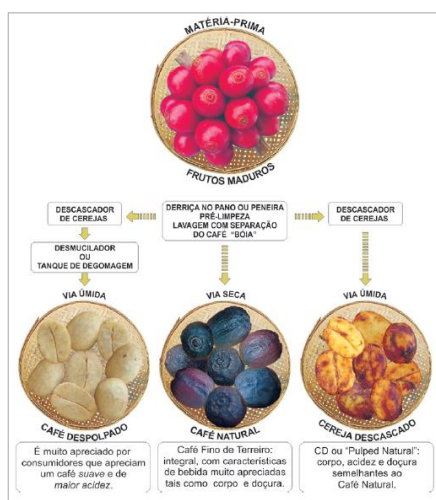 MATÉRIA-PRIMA
FRUTOS MADUROS
DESCASCADOR
DE CEREJAS
DERRIÇA NO PANO OU PENEIRA
PRÉ-LIMPEZA
LAVAGEM COM SEPARAÇÃO
DO CAFÉ "BÓIA"
DESCASCADOR
DE CEREJAS
DESMUCILADOR
OU
TANQUE DE DEGOMAGEM
VIA ÚMIDA
CAFÉ DESPOLPADO
É muito apreciado por
consumidores que apreciam
um café suave e de
maior acidez.
VIA SECA
CAFÉ NATURAL
Café Fino de Terreiro:
integral, com características
de bebida muito apreciadas
tais como corpo e doçura.
VIA ÚMIDA
CEREJA DESCASCADO
CD ou "Pulped Natural":
corpo, acidez e doçura
semelhantes ao
Café Natural.